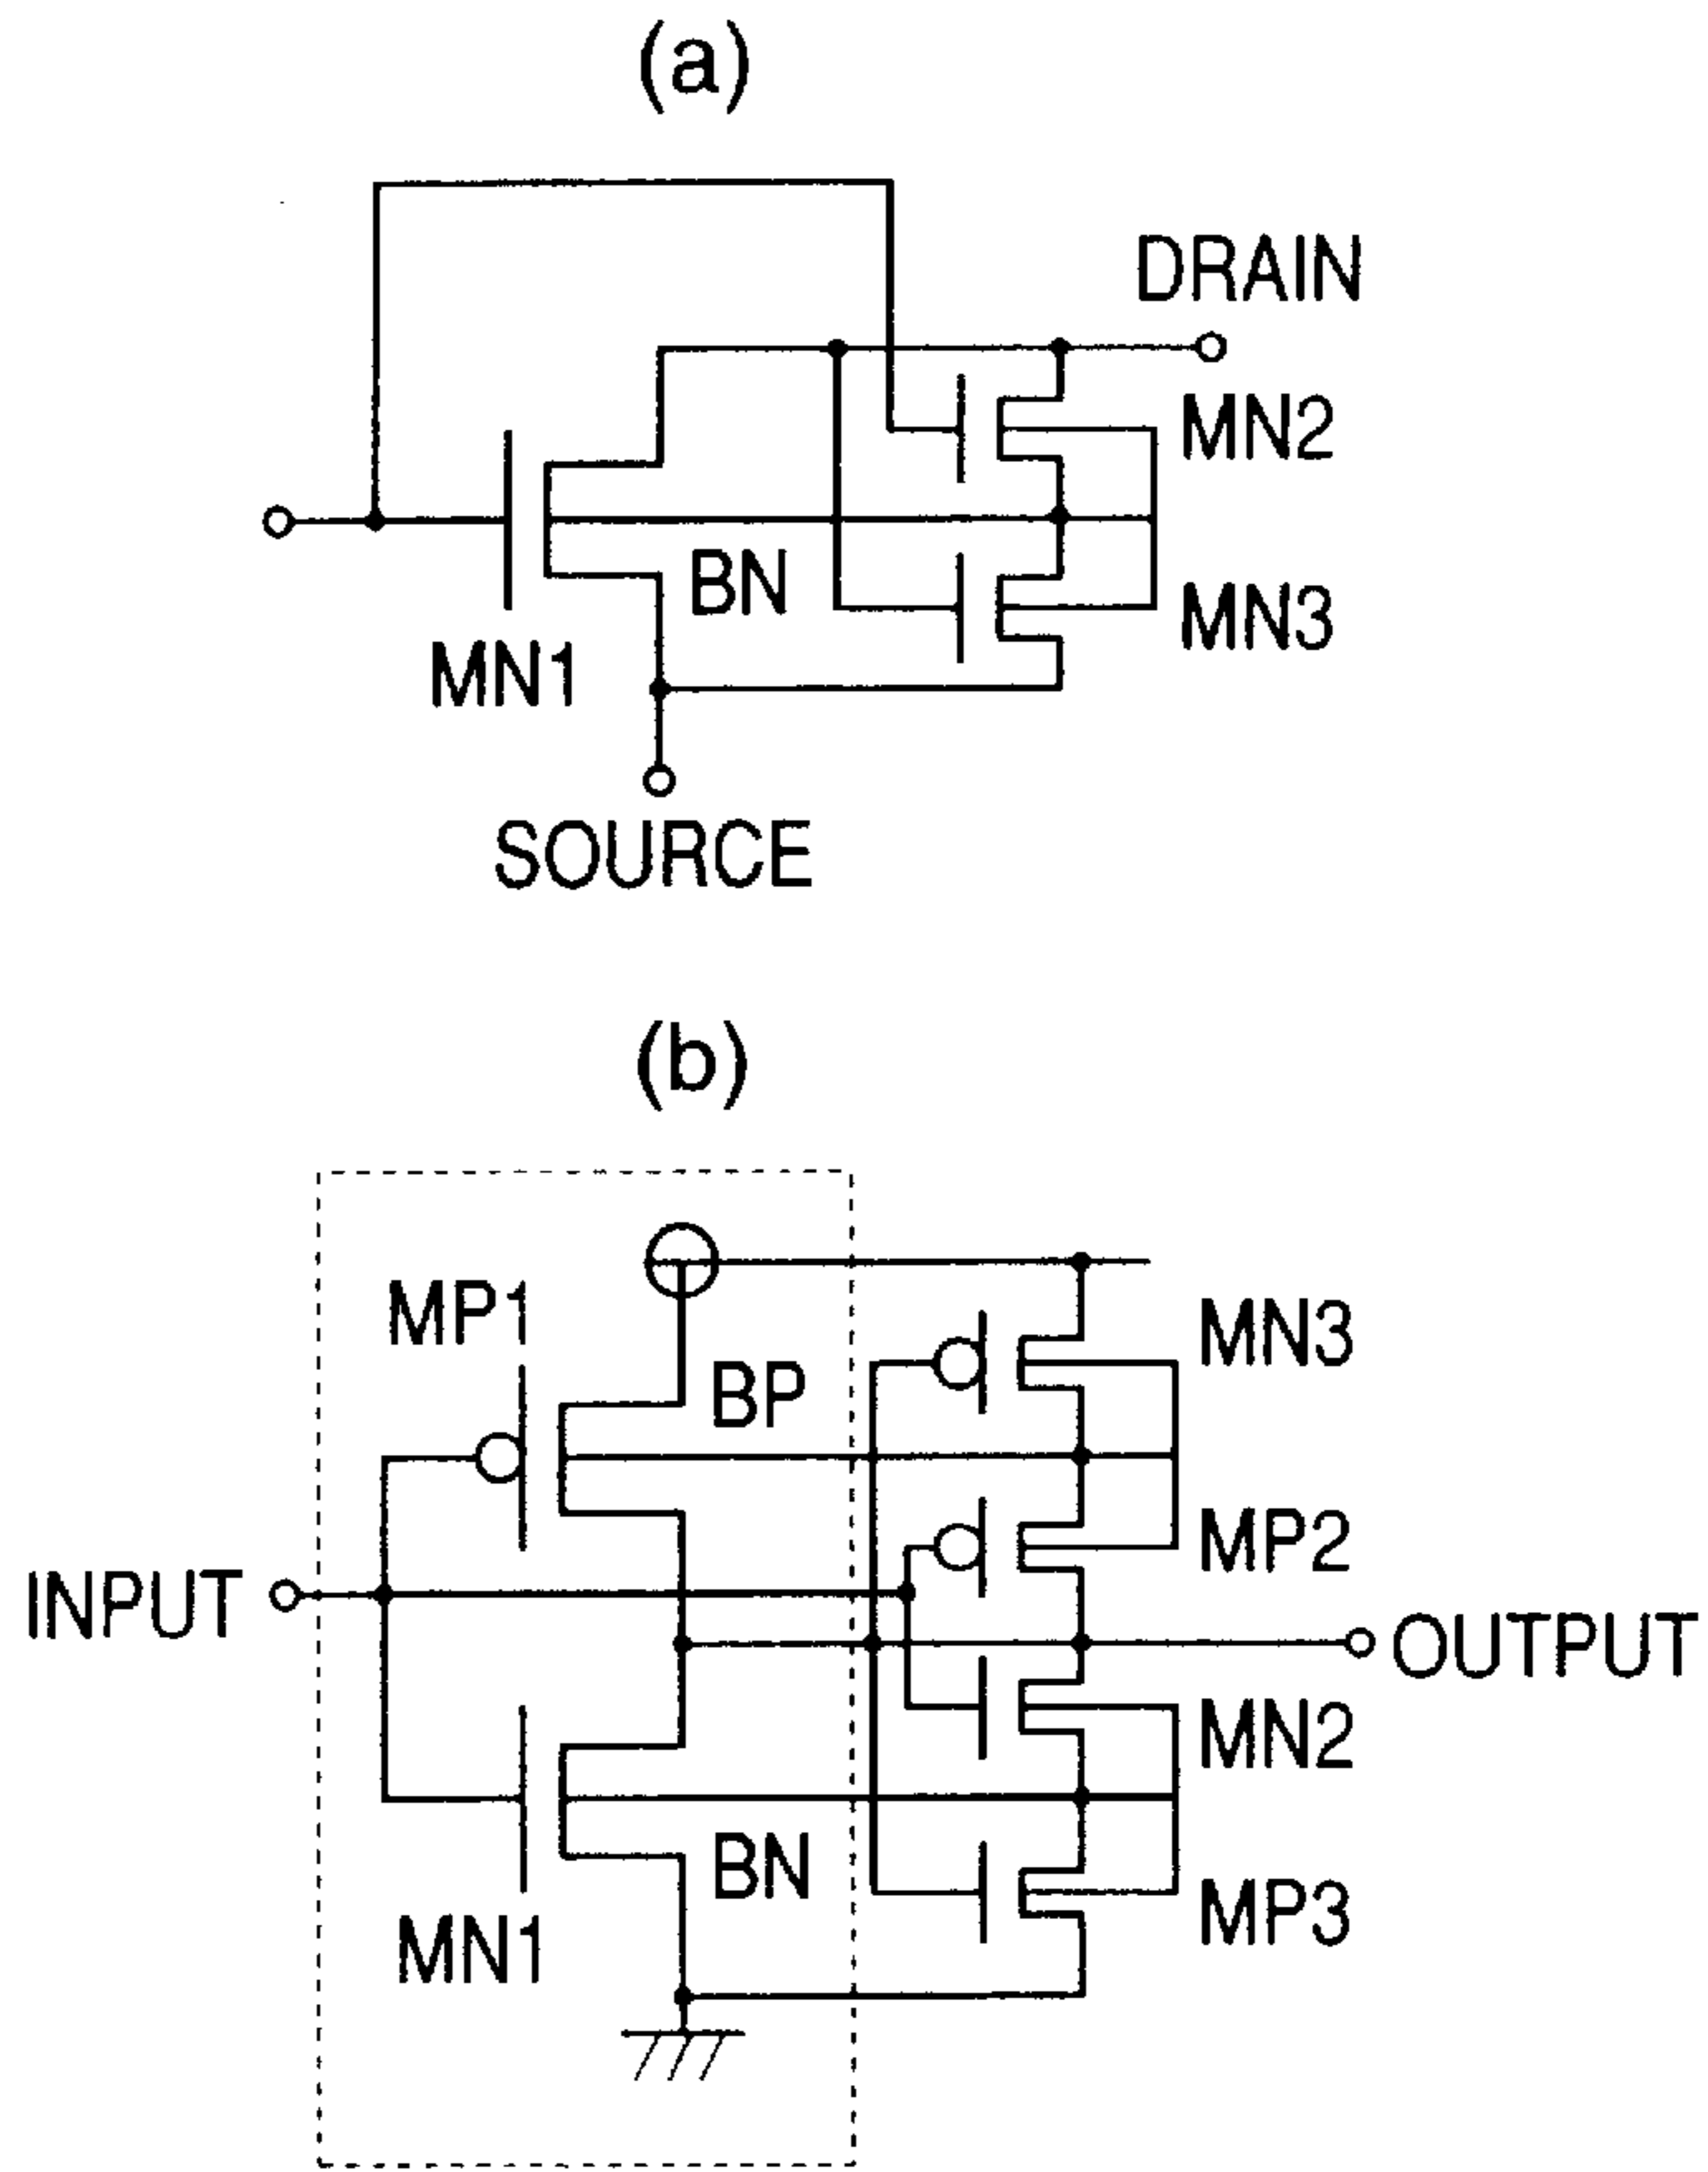 (a)
DRAIN
MN2
BN
MN3
MN1
SOURCE
(b)
MP1
MN3
BP
MP2
INPUT
OUTPUT
MN2
BN
MP3
MN1